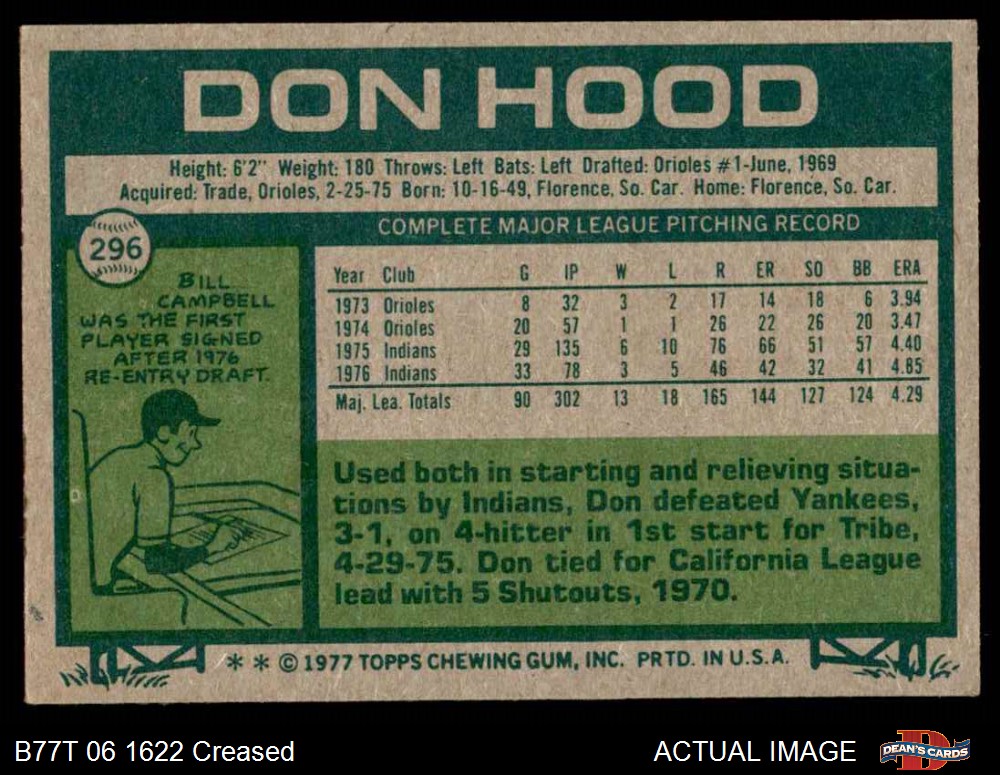 DON HOOD
Height: 6'2" Weight: 180 Throws: Left Bats: Left Drafted: Orioles #1-June, 1969
Acquired: Trade, Orioles, 2-25-75 Born: 10-16-49, Florence, So. Car. Home: Florence, So. Car.
296
BILL
CAMPBELL
WAS THE FIRST
PLAYER SIGNED
AFTER 1976
RE-ENTRY DRAFT.
COMPLETE MAJOR LEAGUE PITCHING RECORD
Year Club G IP W L R ER SO BB ERA
1973 Orioles 8 32 3 2 17 14 18 6 3.94
1974 Orioles 20 57 1 1 26 22 26 20 3.47
1975 Indians 29 135 6 10 76 66 51 57 4.40
1976 Indians 33 78 3 5 46 42 32 41 4.85
Maj. Lea. Totals 90 302 13 18 165 144 127 124 4.29
Used both in starting and relieving situa-
tions by Indians, Don defeated Yankees,
3-1, on 4-hitter in 1st start for Tribe,
4-29-75. Don tied for California League
lead with 5 Shutouts, 1970.
* * © 1977 TOPPS CHEWING GUM, INC. PRTD. IN U.S.A.
B77T 06 1622 Creased
ACTUAL IMAGE
D
DEAN'S CARDS